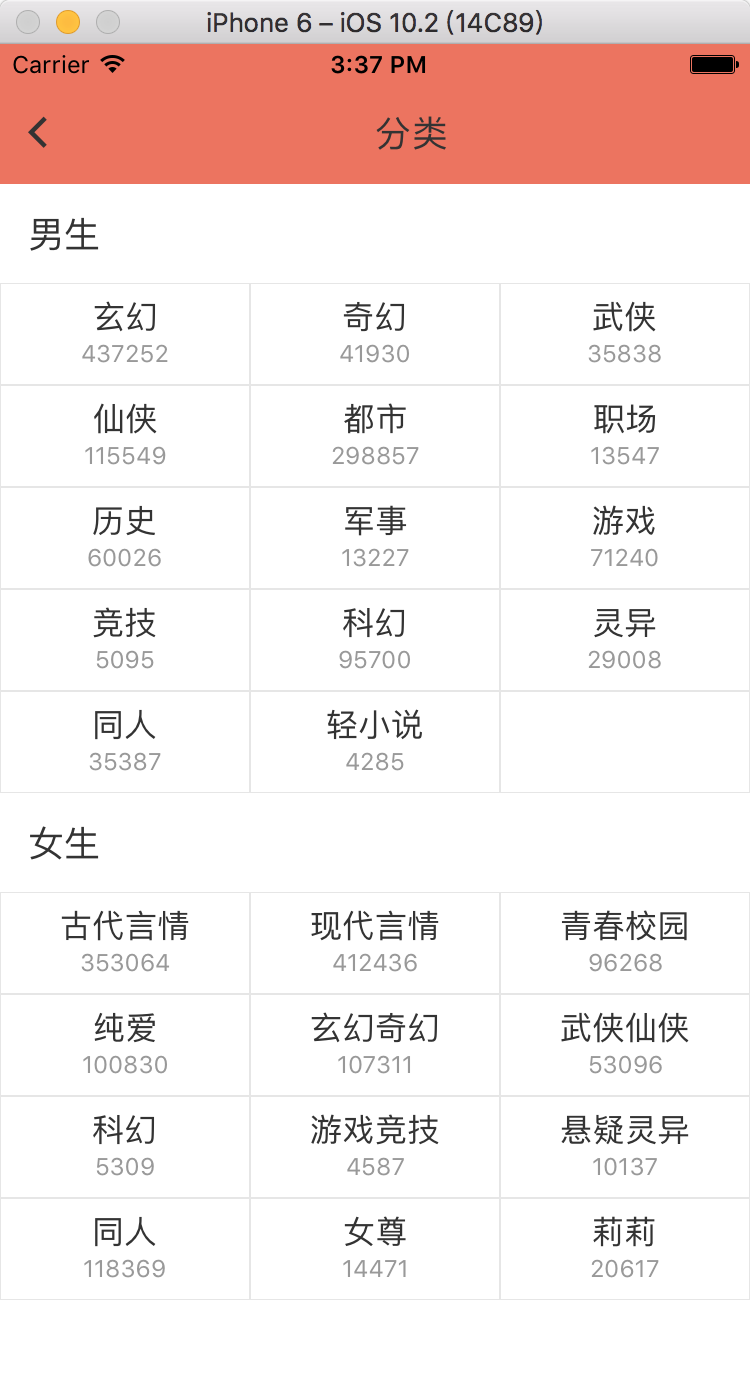 iPhone 6 – iOS 10.2 (14C89)
Carrier 3:37 PM
分类
男生
玄幻 奇幻 武侠
437252 41930 35838
仙侠 都市 职场
115549 298857 13547
历史 军事 游戏
60026 13227 71240
竞技 科幻 灵异
5095 95700 29008
同人 轻小说
35387 4285
女生
古代言情 现代言情 青春校园
353064 412436 96268
纯爱 玄幻奇幻 武侠仙侠
100830 107311 53096
科幻 游戏竞技 悬疑灵异
5309 4587 10137
同人 女尊 莉莉
118369 14471 20617